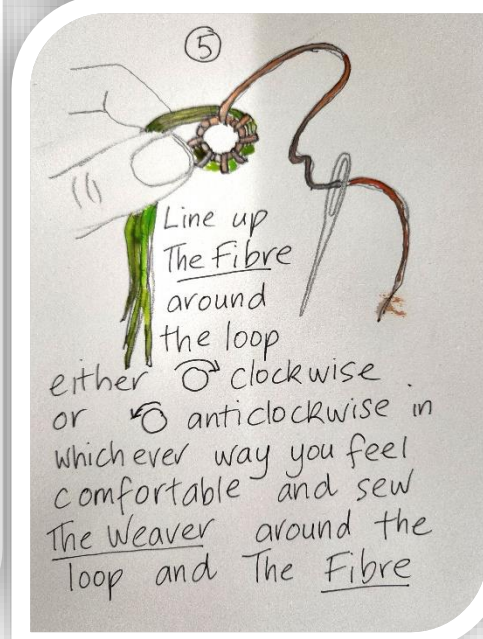 5
Line up
The Fibre
around
the loop
either clockwise
or anticlockwise in
whichever way you feel
comfortable and sew
The Weaver around the
loop and The Fibre